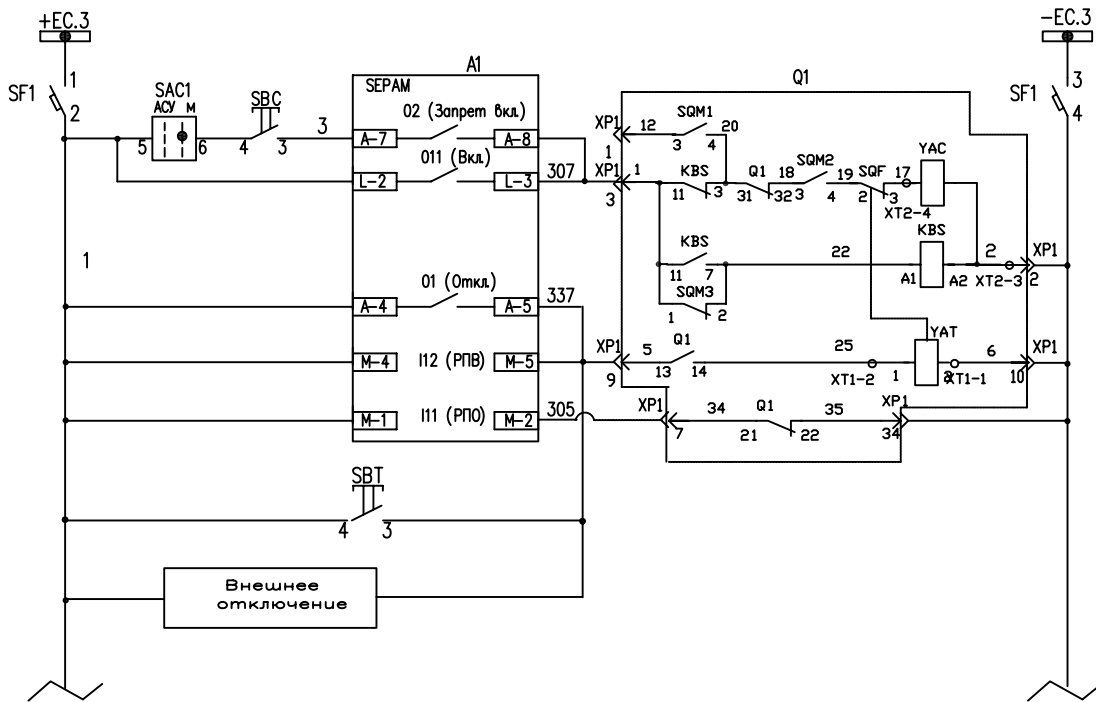 +EC.3
–EC.3
1
SF1
2
SAC1
АСУ М
5
6
SBC
4
3
3
A1
SEPAM
O2 (Запрет вкл.)
A–7
A–8
O11 (Вкл.)
L–2
L–3
307
1
O1 (Откл.)
A–4
A–5
337
I12 (РПВ)
M–4
M–5
I11 (РПО)
M–1
M–2
305
SBT
4
3
Внешнее
отключение
Q1
3
SF1
4
XP1
1
12
SQM1
3
4
20
XP1
3
1
KBS
11
3
Q1
31
32
18
SQM2
3
4
19
SQF
2
3
17
XT2–4
YAC
KBS
11
7
22
KBS
A1
A2
2
XT2–3
XP1
2
SQM3
1
2
XP1
9
5
Q1
13
14
25
XT1–2
YAT
1
2
XT1–1
6
XP1
10
XP1
7
34
Q1
21
22
35
XP1
34